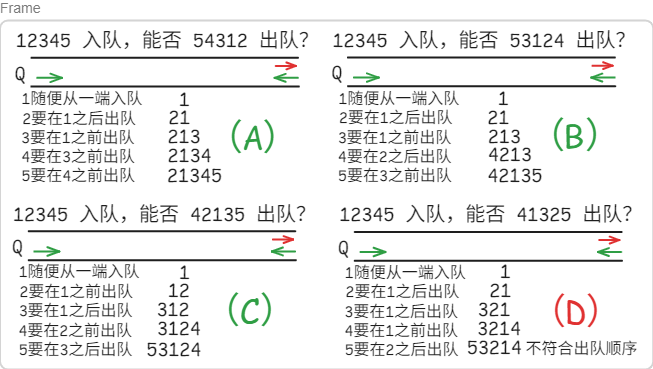 Frame
12345 入队，能否 54312 出队？
Q
1随便从一端入队 1
2要在1之后出队 21
3要在1之前出队 213
4要在3之前出队 2134
5要在4之前出队 21345
(A)
12345 入队，能否 53124 出队？
Q
1随便从一端入队 1
2要在1之后出队 21
3要在1之前出队 213
4要在2之后出队 4213
5要在3之前出队 42135
(B)
12345 入队，能否 42135 出队？
Q
1随便从一端入队 1
2要在1之前出队 12
3要在1之后出队 312
4要在2之前出队 3124
5要在3之后出队 53124
(C)
12345 入队，能否 41325 出队？
Q
1随便从一端入队 1
2要在1之后出队 21
3要在1之后出队 321
4要在1之前出队 3214
5要在2之后出队 53214 不符合出队顺序
(D)